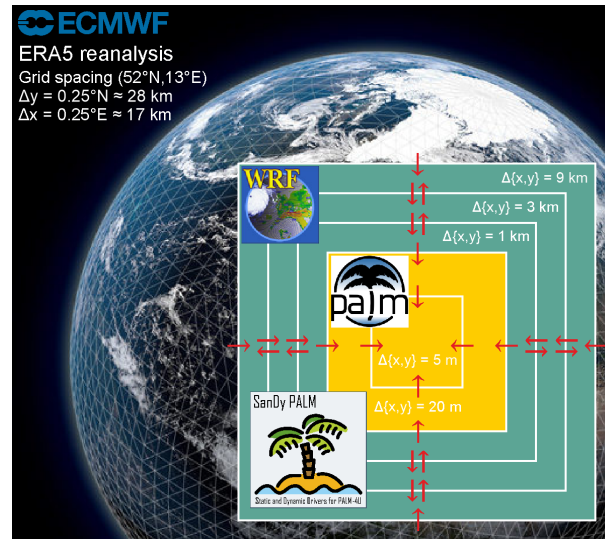 ECMWF
ERA5 reanalysis
Grid spacing (52°N,13°E)
Δy = 0.25°N ≈ 28 km
Δx = 0.25°E ≈ 17 km
WRF
Δ{x,y} = 9 km
Δ{x,y} = 3 km
Δ{x,y} = 1 km
palm
Δ{x,y} = 5 m
Δ{x,y} = 20 m
SanDy PALM
Static and Dynamic Drivers for PALM-4U